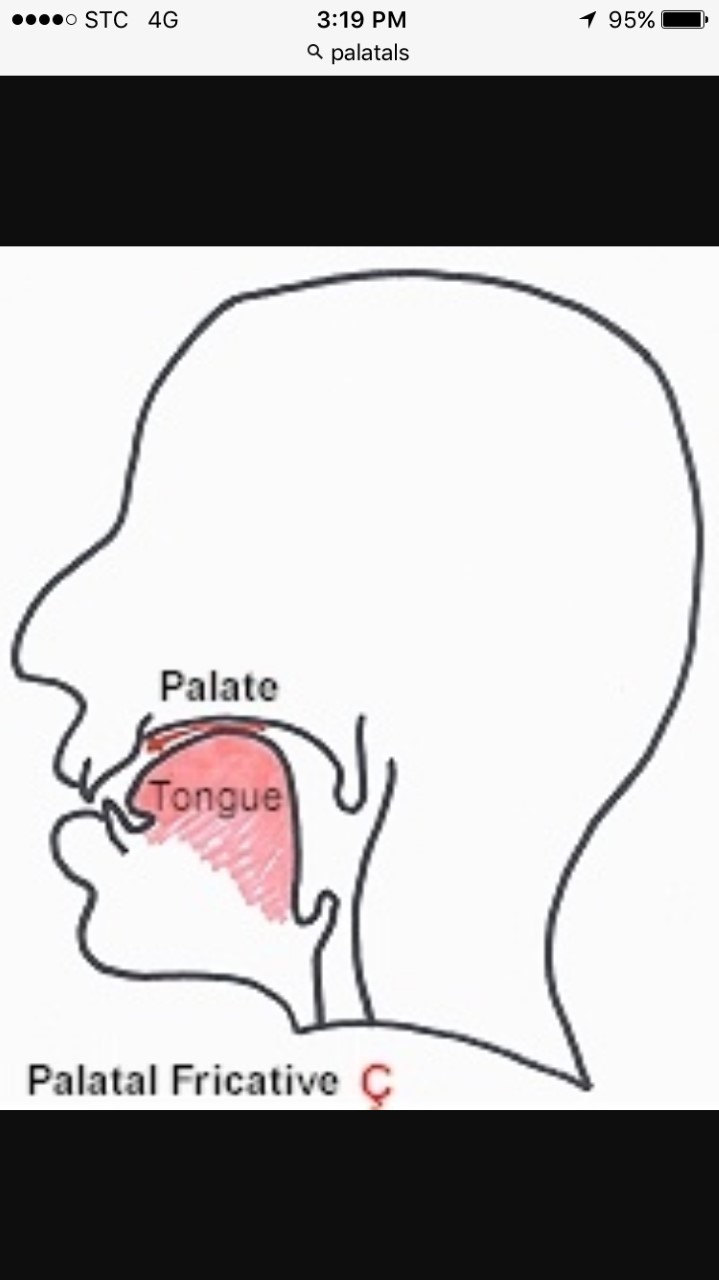 STC 4G 3:19 PM 95%
palatals
Palate
Tongue
Palatal Fricative Ç